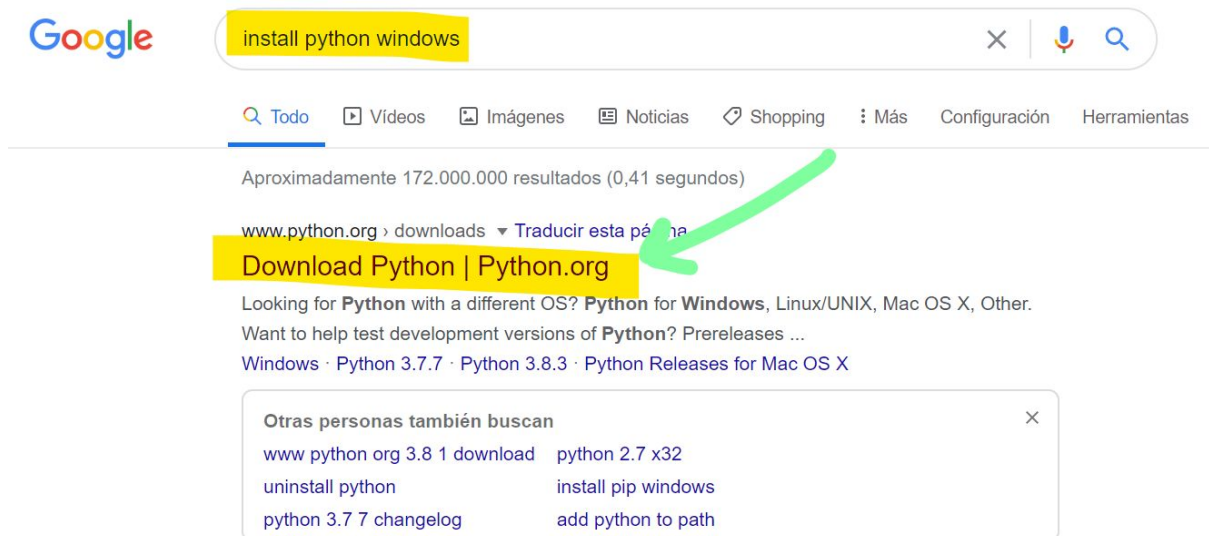 Google
install python windows
Todo Vídeos Imágenes Noticias Shopping Más Configuración Herramientas
Aproximadamente 172.000.000 resultados (0,41 segundos)
www.python.org › downloads Traducir esta
Download Python | Python.org
Looking for Python with a different OS? Python for Windows, Linux/UNIX, Mac OS X, Other.
Want to help test development versions of Python? Prereleases ...
Windows · Python 3.7.7 · Python 3.8.3 · Python Releases for Mac OS X
Otras personas también buscan
www python org 3.8 1 download python 2.7 x32
uninstall python install pip windows
python 3.7 7 changelog add python to path